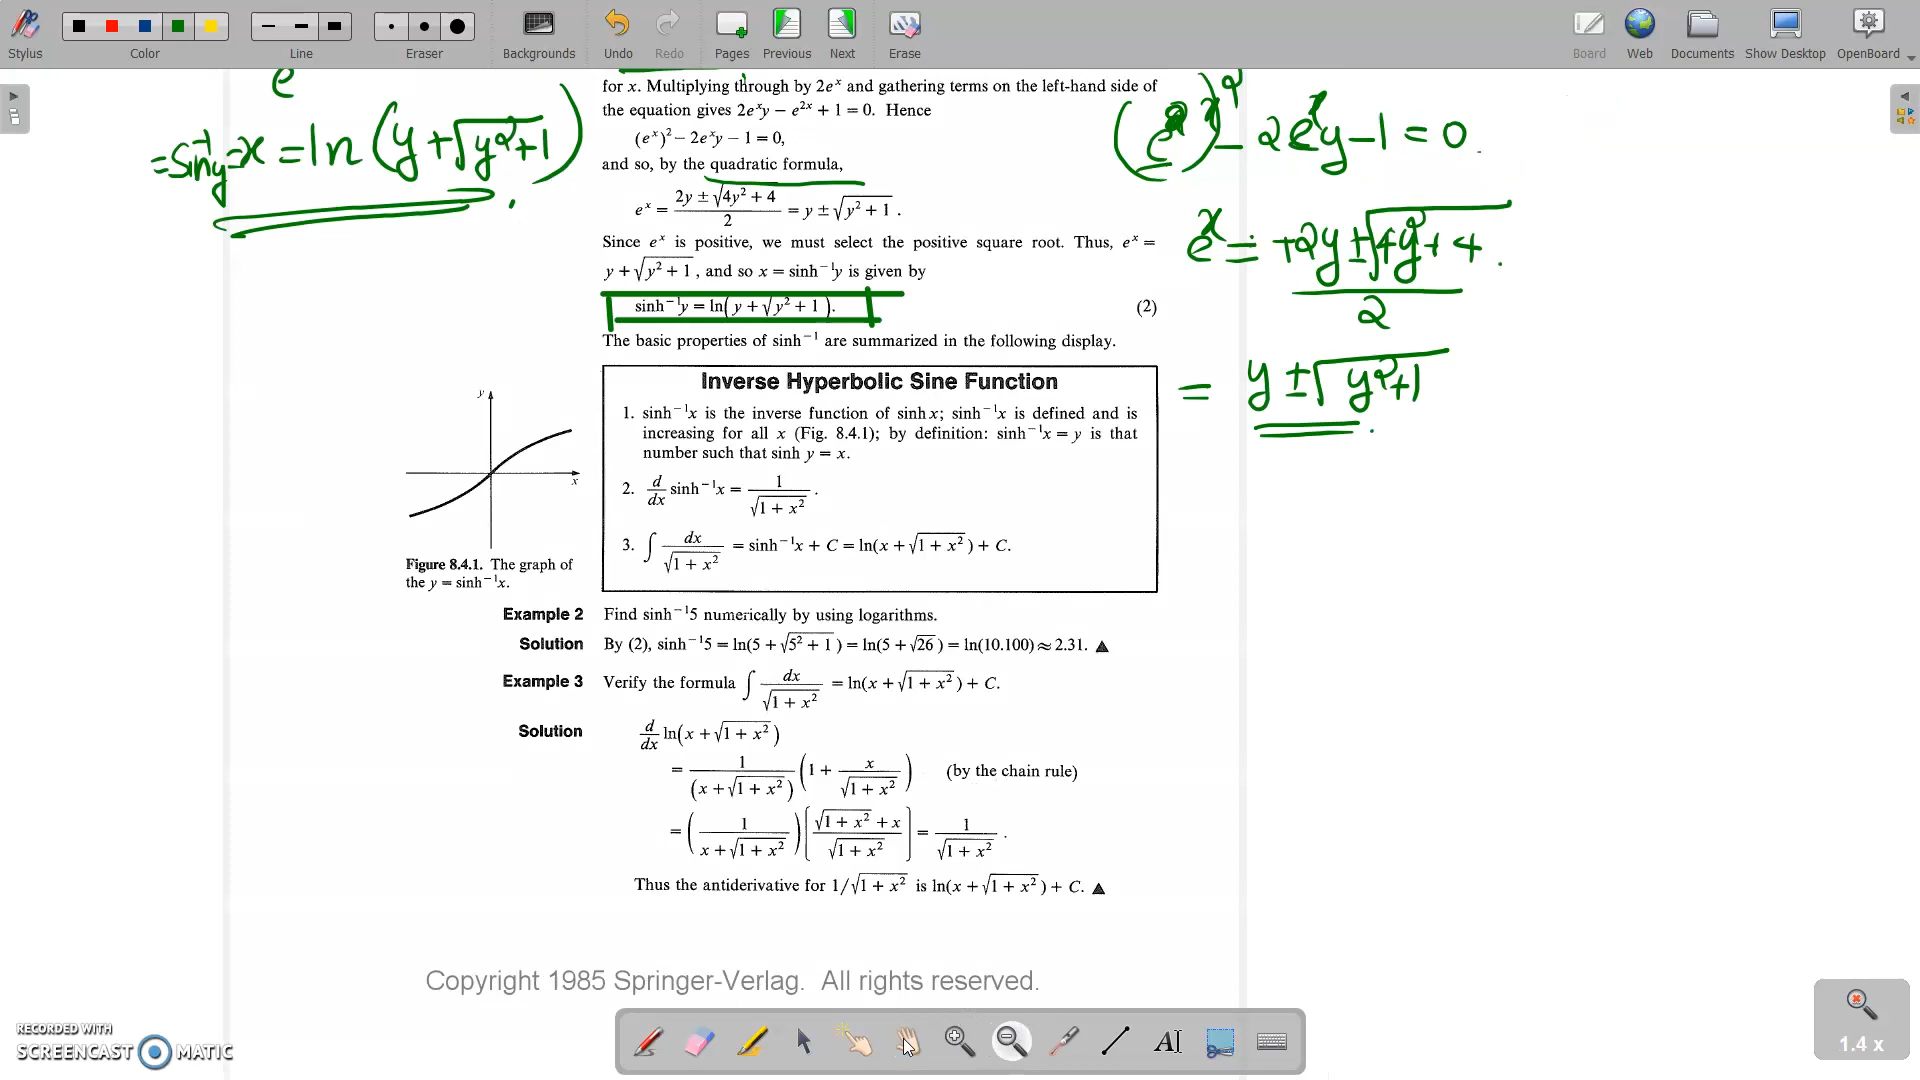 Stylus
Color
Line
Eraser
Backgrounds
Undo
Redo
Pages
Previous
Next
Erase
Board
Web
Documents
Show Desktop
OpenBoard
e
= sin⁻¹y = x = ln (y + √y² + 1)
for x. Multiplying through by 2eˣ and gathering terms on the left-hand side of
the equation gives 2eˣy − e²ˣ + 1 = 0. Hence
(eˣ)² − 2eˣy − 1 = 0,
and so, by the quadratic formula,
eˣ = (2y ± √(4y² + 4))/2 = y ± √(y² + 1) .
Since eˣ is positive, we must select the positive square root. Thus, eˣ =
y + √(y² + 1) , and so x = sinh⁻¹y is given by
sinh⁻¹y = ln( y + √(y² + 1) ). (2)
The basic properties of sinh⁻¹ are summarized in the following display.
(eˣ)² − 2eˣy − 1 = 0
eˣ = +2y ± √4y² + 4 .
2
= y ± √y² + 1
Inverse Hyperbolic Sine Function
1. sinh⁻¹x is the inverse function of sinh x; sinh⁻¹x is defined and is
increasing for all x (Fig. 8.4.1); by definition: sinh⁻¹x = y is that
number such that sinh y = x.
2. d/dx sinh⁻¹x = 1/√(1 + x²) .
3. ∫ dx/√(1 + x²) = sinh⁻¹x + C = ln(x + √(1 + x²) ) + C.
y
x
Figure 8.4.1. The graph of
the y = sinh⁻¹x.
Example 2 Find sinh⁻¹5 numerically by using logarithms.
Solution By (2), sinh⁻¹5 = ln(5 + √(5² + 1) ) = ln(5 + √26 ) = ln(10.100) ≈ 2.31. ▲
Example 3 Verify the formula ∫ dx/√(1 + x²) = ln(x + √(1 + x²) ) + C.
Solution d/dx ln(x + √(1 + x²) )
= 1/(x + √(1 + x²)) (1 + x/√(1 + x²)) (by the chain rule)
= (1/(x + √(1 + x²))) [(√(1 + x²) + x)/√(1 + x²)] = 1/√(1 + x²) .
Thus the antiderivative for 1/√(1 + x²) is ln(x + √(1 + x²) ) + C. ▲
Copyright 1985 Springer-Verlag. All rights reserved.
RECORDED WITH
SCREENCAST MATIC
1.4 x